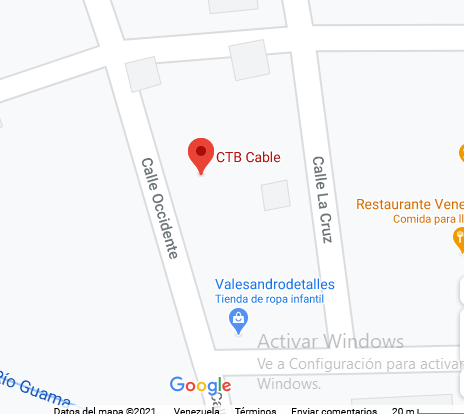 CTB Cable
Calle Occidente
Calle La Cruz
Restaurante Vene
Comida para ll
Valesandrodetalles
Tienda de ropa infantil
Activar Windows
Ve a Configuración para activar
Windows.
Google
Río Guama
Ca
Datos del mapa ©2021 Venezuela Términos Enviar comentarios 20 m